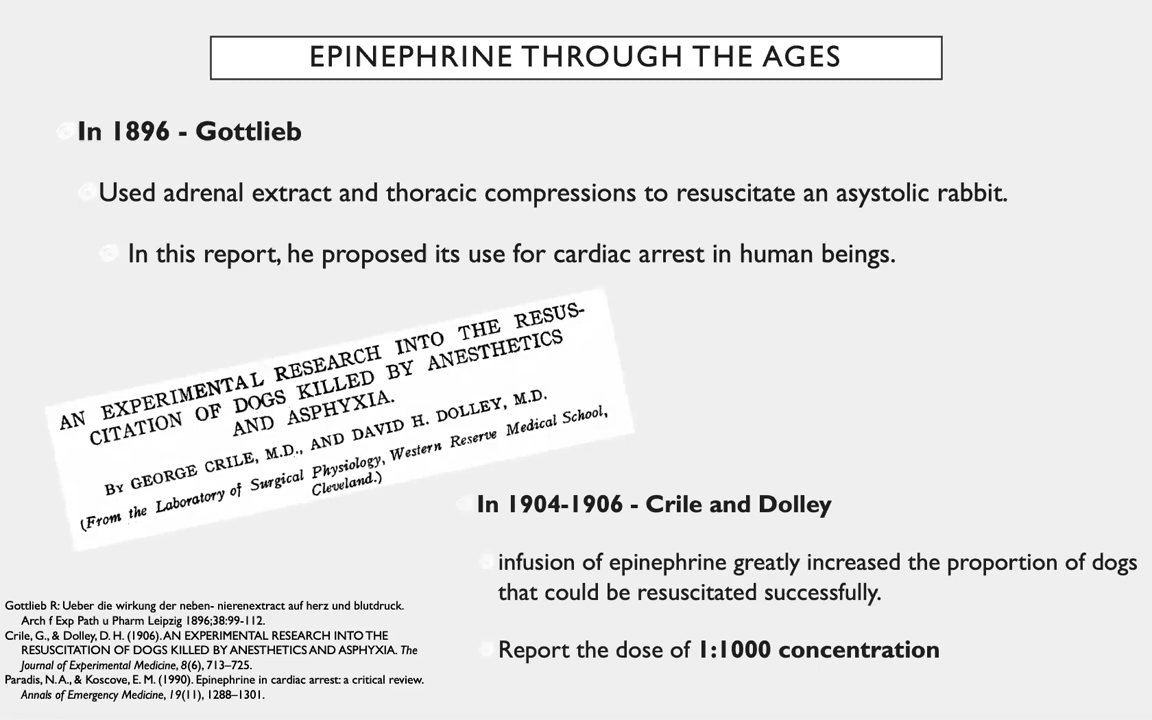 EPINEPHRINE THROUGH THE AGES
In 1896 - Gottlieb
Used adrenal extract and thoracic compressions to resuscitate an asystolic rabbit.
In this report, he proposed its use for cardiac arrest in human beings.
AN EXPERIMENTAL RESEARCH INTO THE RESUS-
CITATION OF DOGS KILLED BY ANESTHETICS
AND ASPHYXIA.
By GEORGE CRILE, M.D., AND DAVID H. DOLLEY, M.D.
(From the Laboratory of Surgical Physiology, Western Reserve Medical School,
Cleveland.)
In 1904-1906 - Crile and Dolley
infusion of epinephrine greatly increased the proportion of dogs
that could be resuscitated successfully.
Report the dose of 1:1000 concentration
Gottlieb R: Ueber die wirkung der neben- nierenextract auf herz und blutdruck.
Arch f Exp Path u Pharm Leipzig 1896;38:99-112.
Crile, G., & Dolley, D. H. (1906). AN EXPERIMENTAL RESEARCH INTO THE
RESUSCITATION OF DOGS KILLED BY ANESTHETICS AND ASPHYXIA. The
Journal of Experimental Medicine, 8(6), 713–725.
Paradis, N. A., & Koscove, E. M. (1990). Epinephrine in cardiac arrest: a critical review.
Annals of Emergency Medicine, 19(11), 1288–1301.